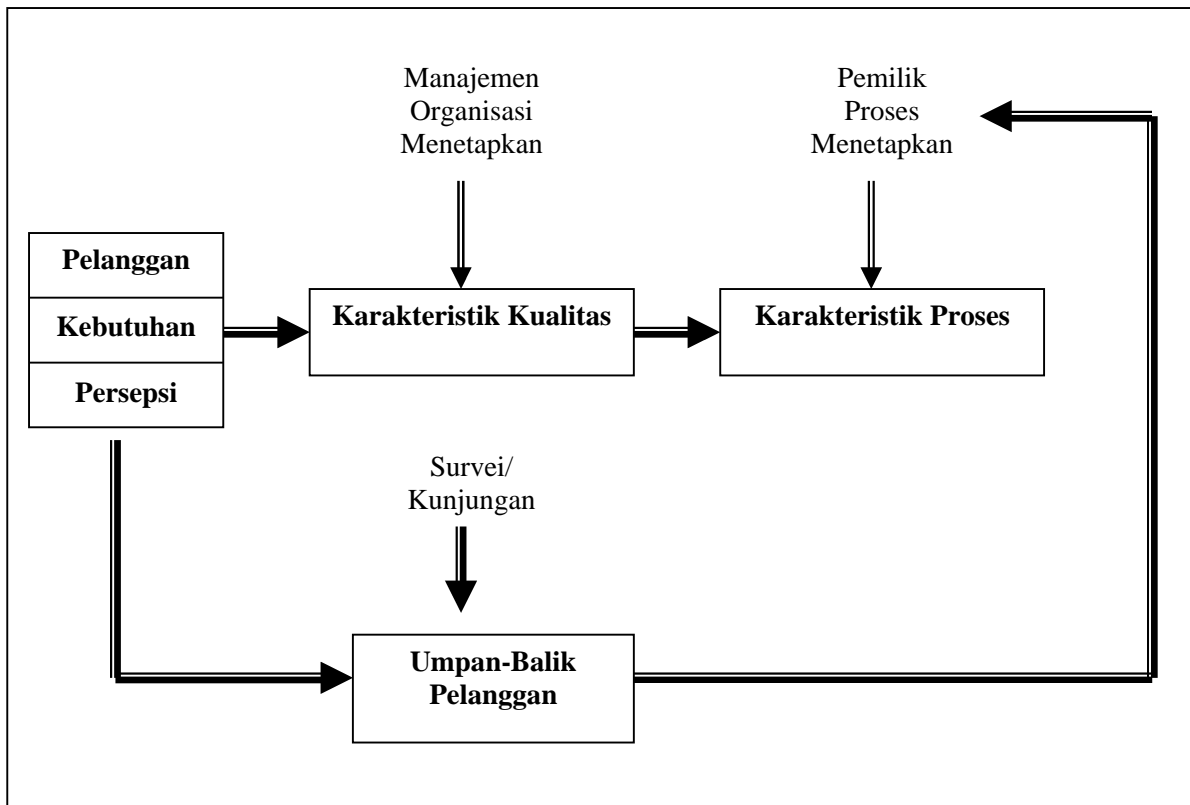 Manajemen
Organisasi
Menetapkan
Pemilik
Proses
Menetapkan
Pelanggan
Kebutuhan
Persepsi
Karakteristik Kualitas
Karakteristik Proses
Survei/
Kunjungan
Umpan-Balik
Pelanggan